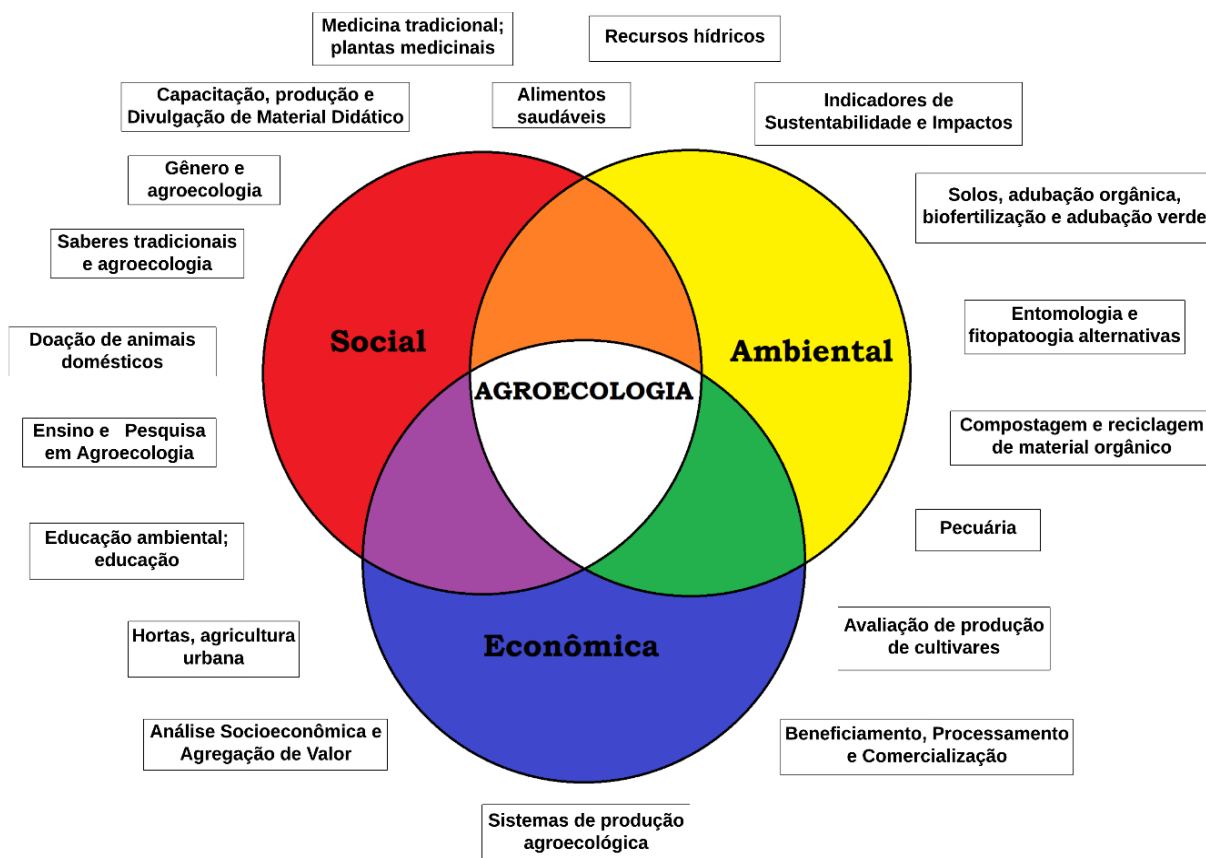 Medicina tradicional;
plantas medicinais
Recursos hídricos
Capacitação, produção e
Divulgação de Material Didático
Alimentos
saudáveis
Indicadores de
Sustentabilidade e Impactos
Gênero e
agroecologia
Solos, adubação orgânica,
biofertilização e adubação verde
Saberes tradicionais
e agroecologia
Entomologia e
fitopatoogia alternativas
Doação de animais
domésticos
Social
Ambiental
AGROECOLOGIA
Ensino e Pesquisa
em Agroecologia
Compostagem e reciclagem
de material orgânico
Educação ambiental;
educação
Pecuária
Hortas, agricultura
urbana
Econômica
Avaliação de produção
de cultivares
Análise Socioeconômica e
Agregação de Valor
Beneficiamento, Processamento
e Comercialização
Sistemas de produção
agroecológica